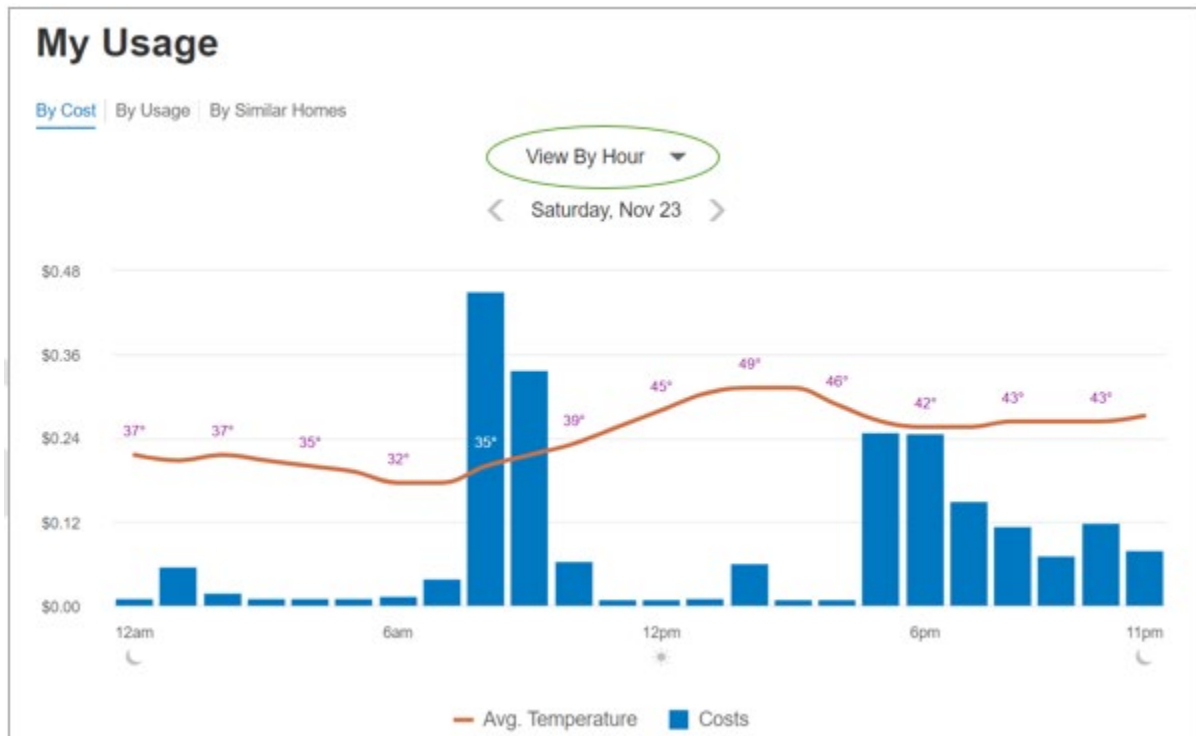 My Usage
By Cost By Usage By Similar Homes
View By Hour
Saturday, Nov 23
$0.48
$0.36
$0.24
$0.12
$0.00
37° 37° 35° 32° 35° 39° 45° 49° 46° 42° 43° 43°
12am 6am 12pm 6pm 11pm
Avg. Temperature Costs